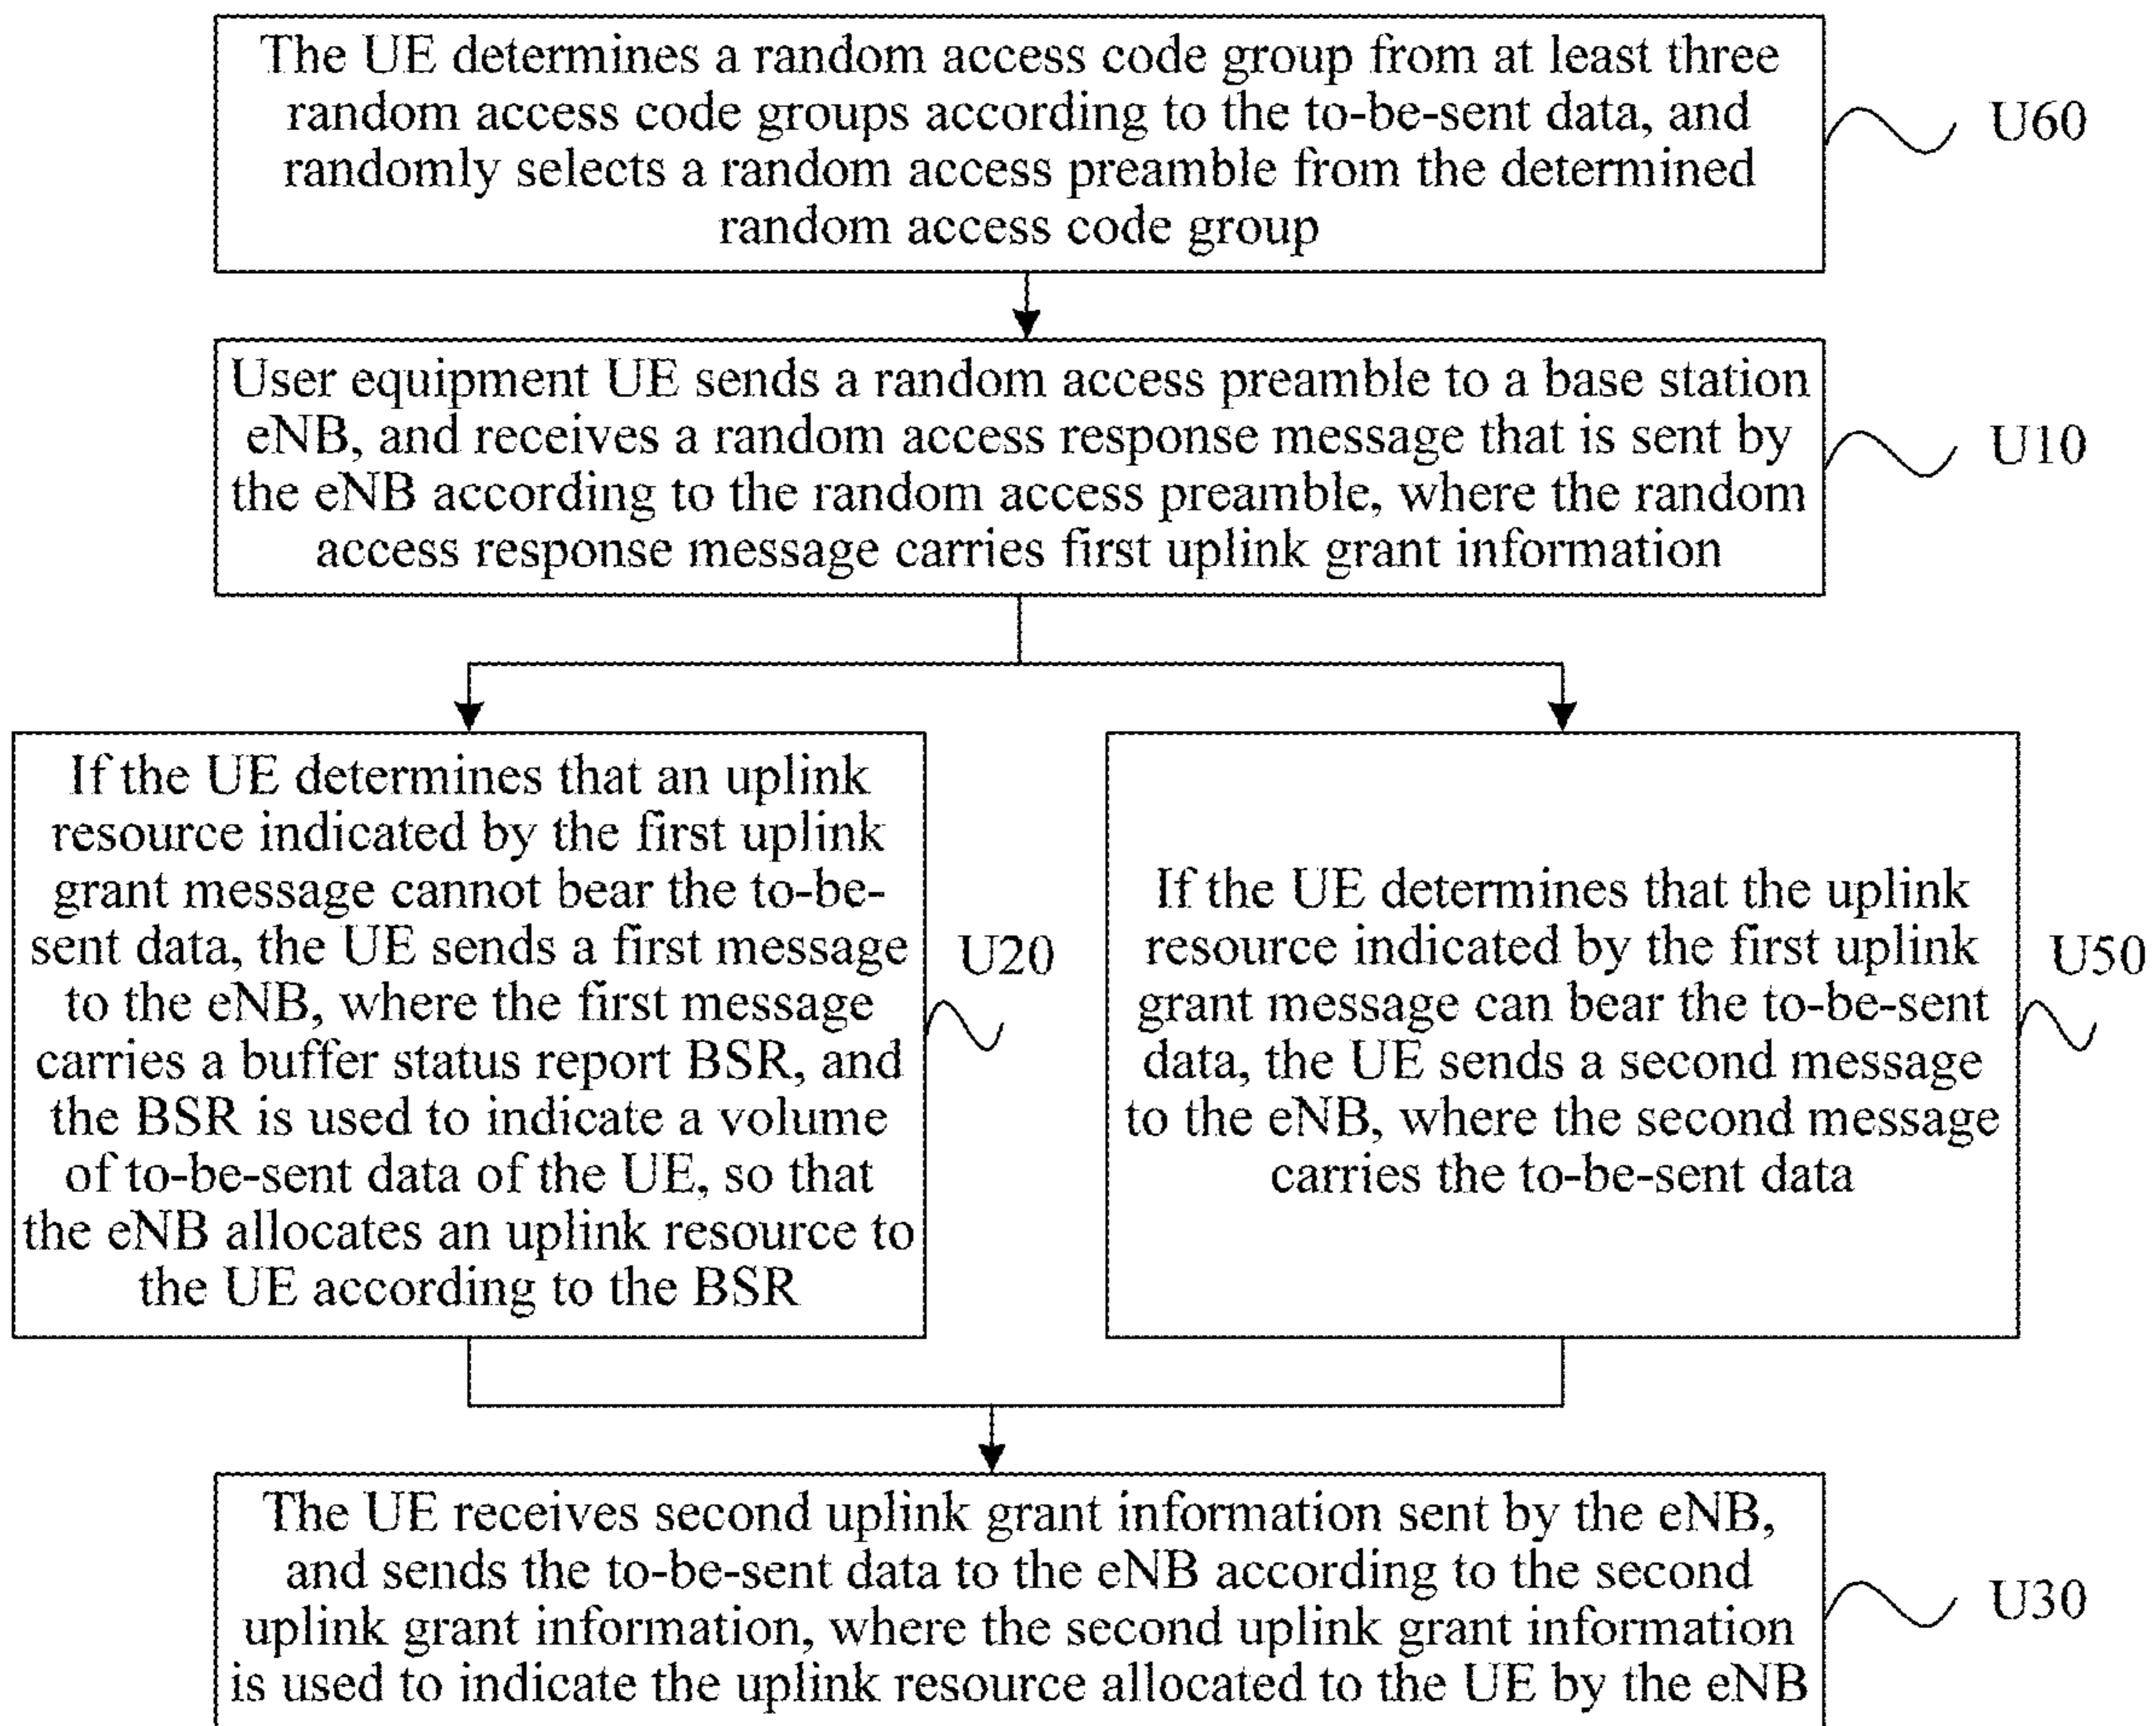 The UE determines a random access code group from at least three
random access code groups according to the to-be-sent data, and
randomly selects a random access preamble from the determined
random access code group
U60
User equipment UE sends a random access preamble to a base station
eNB, and receives a random access response message that is sent by
the eNB according to the random access preamble, where the random
access response message carries first uplink grant information
U10
If the UE determines that an uplink
resource indicated by the first uplink
grant message cannot bear the to-be-
sent data, the UE sends a first message
to the eNB, where the first message
carries a buffer status report BSR, and
the BSR is used to indicate a volume
of to-be-sent data of the UE, so that
the eNB allocates an uplink resource to
the UE according to the BSR
U20
If the UE determines that the uplink
resource indicated by the first uplink
grant message can bear the to-be-sent
data, the UE sends a second message
to the eNB, where the second message
carries the to-be-sent data
U50
The UE receives second uplink grant information sent by the eNB,
and sends the to-be-sent data to the eNB according to the second
uplink grant information, where the second uplink grant information
is used to indicate the uplink resource allocated to the UE by the eNB
U30